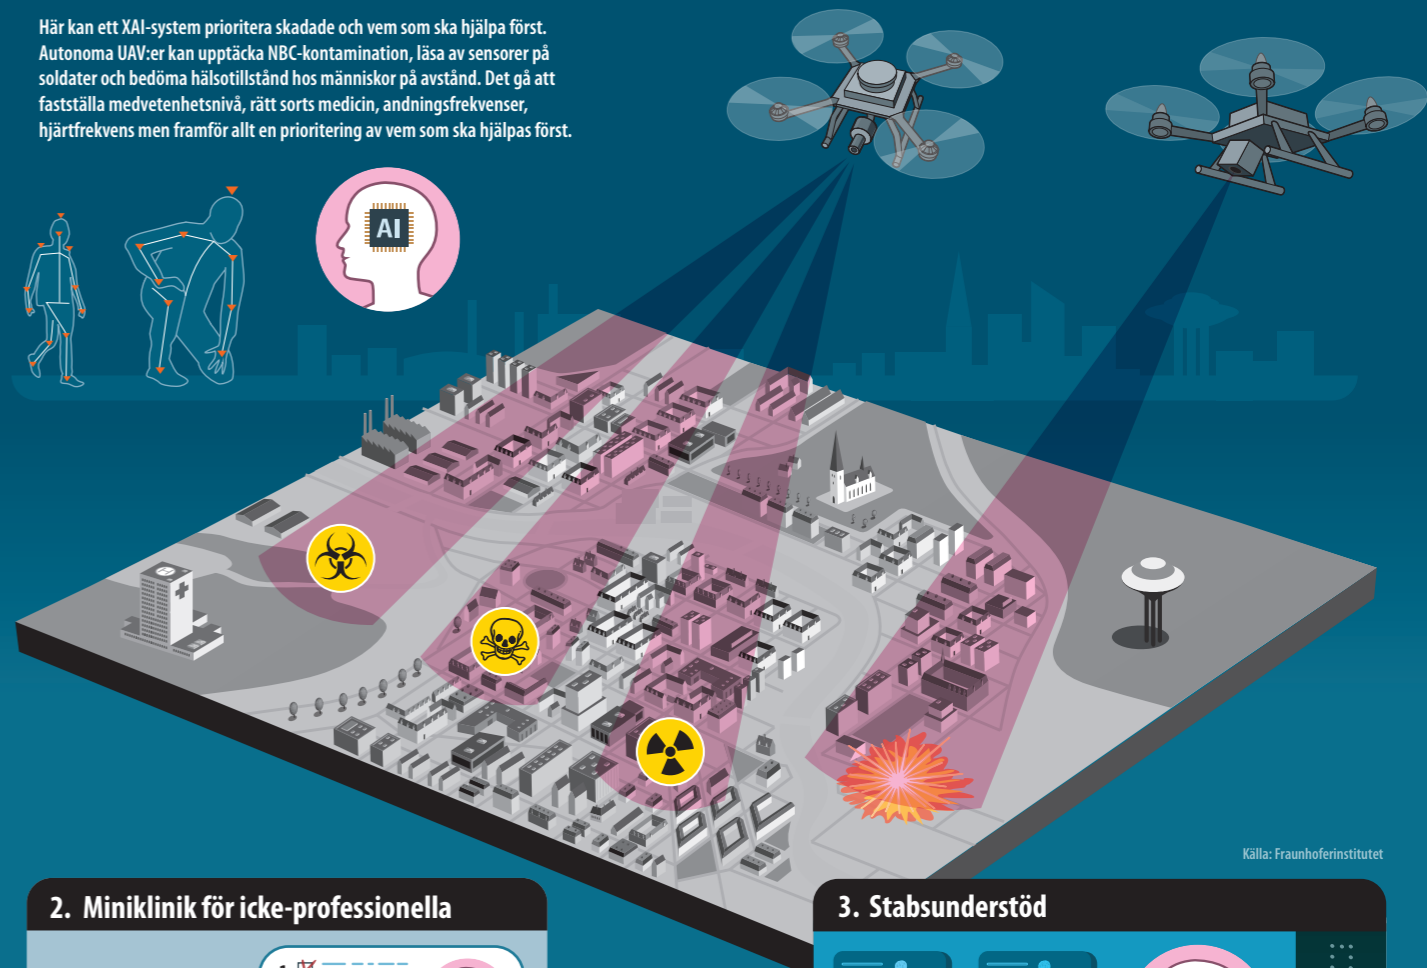 Här kan ett XAI-system prioritera skadade och vem som ska hjälpa först.
Autonoma UAV:er kan upptäcka NBC-kontamination, läsa av sensorer på
soldater och bedöma hälsotillstånd hos människor på avstånd. Det gå att
fastställa medvetenhetsnivå, rätt sorts medicin, andningsfrekvenser,
hjärtfrekvens men framför allt en prioritering av vem som ska hjälpas först.
AI
Källa: Fraunhoferinstitutet
2. Miniklinik för icke-professionella
3. Stabsunderstöd